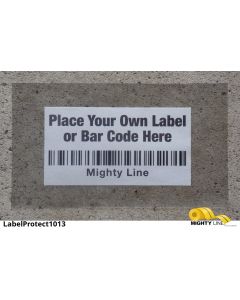 Place Your Own Label
or Bar Code Here
Mighty Line
LabelProtect1013
MIGHTY LINE